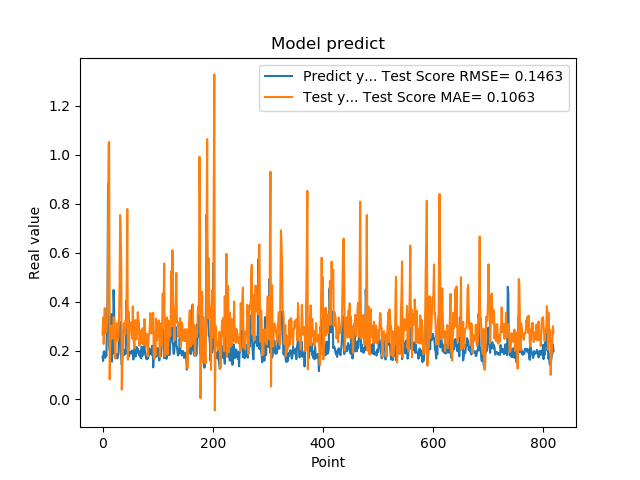 Model predict
Predict y... Test Score RMSE= 0.1463
Test y... Test Score MAE= 0.1063
Real value
1.2
1.0
0.8
0.6
0.4
0.2
0.0
0 200 400 600 800
Point